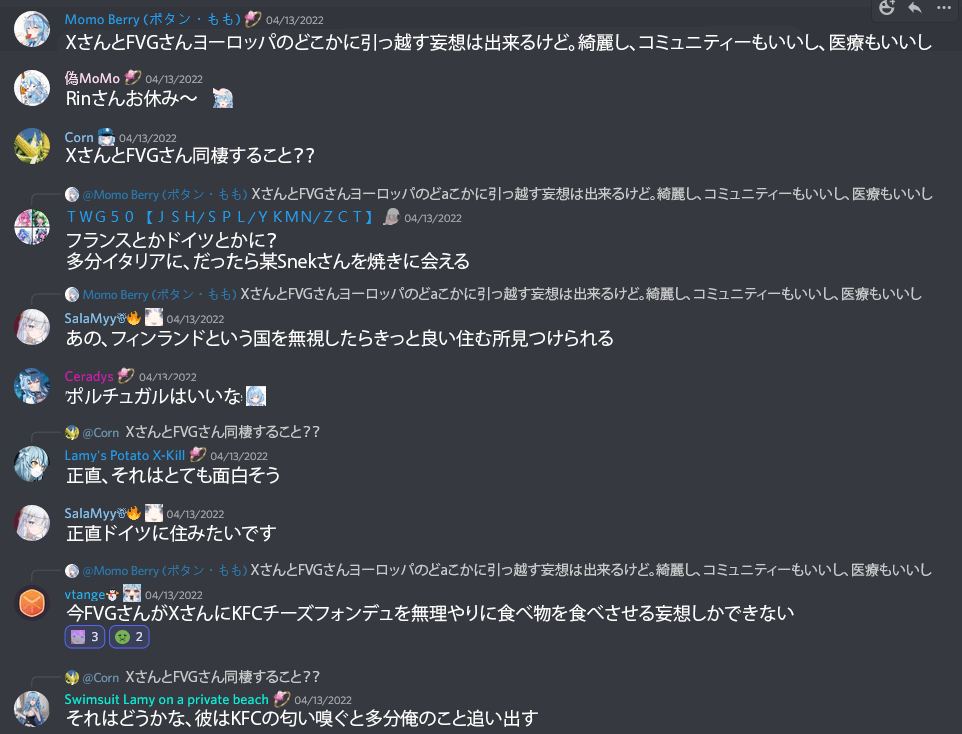 Momo Berry (ボタン・もも) 04/13/2022
XさんとFVGさんヨーロッパのどこかに引っ越す妄想は出来るけど。綺麗し、コミュニティーもいいし、医療もいいし
偽MoMo 04/13/2022
Rinさんお休み～
Corn 04/13/2022
XさんとFVGさん同棲すること??
@Momo Berry (ボタン・もも) XさんとFVGさんヨーロッパのどaこかに引っ越す妄想は出来るけど。綺麗し、コミュニティーもいいし、医療もいいし
ＴＷＧ５０【ＪＳＨ/ＳＰＬ/ＹＫＭＮ/ＺＣＴ】 04/13/2022
フランスとかドイツとかに?
多分イタリアに、だったら某Snekさんを焼きに会える
Momo Berry (ボタン・もも) XさんとFVGさんヨーロッパのどaこかに引っ越す妄想は出来るけど。綺麗し、コミュニティーもいいし、医療もいいし
SalaMyy☃🔥 04/13/2022
あの、フィンランドという国を無視したらきっと良い住む所見つけられる
Ceradys 04/13/2022
ポルチュガルはいいな
@Corn XさんとFVGさん同棲すること??
Lamy's Potato X-Kill 04/13/2022
正直、それはとても面白そう
SalaMyy☃🔥 04/13/2022
正直ドイツに住みたいです
@Momo Berry (ボタン・もも) XさんとFVGさんヨーロッパのどaこかに引っ越す妄想は出来るけど。綺麗し、コミュニティーもいいし、医療もいいし
vtange 04/13/2022
今FVGさんがXさんにKFCチーズフォンデュを無理やりに食べ物を食べさせる妄想しかできない
3 2
@Corn XさんとFVGさん同棲すること??
Swimsuit Lamy on a private beach 04/13/2022
それはどうかな、彼はKFCの匂い嗅ぐと多分俺のこと追い出す